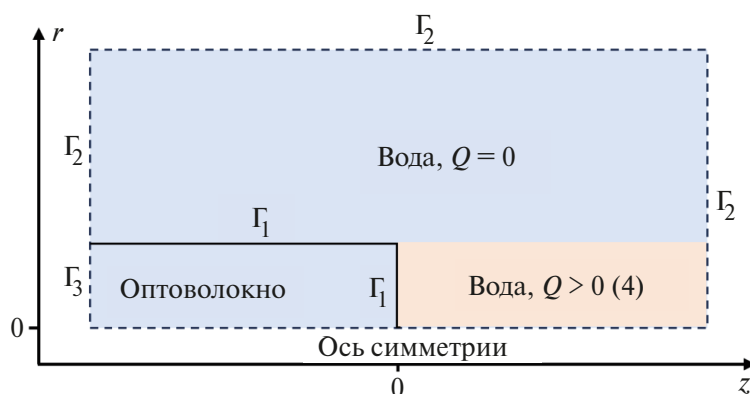 r
Γ2
Γ2
Вода, Q = 0
Γ2
Γ1
Γ3
Оптоволокно
Γ1
Вода, Q > 0 (4)
0
Ось симметрии
0
z